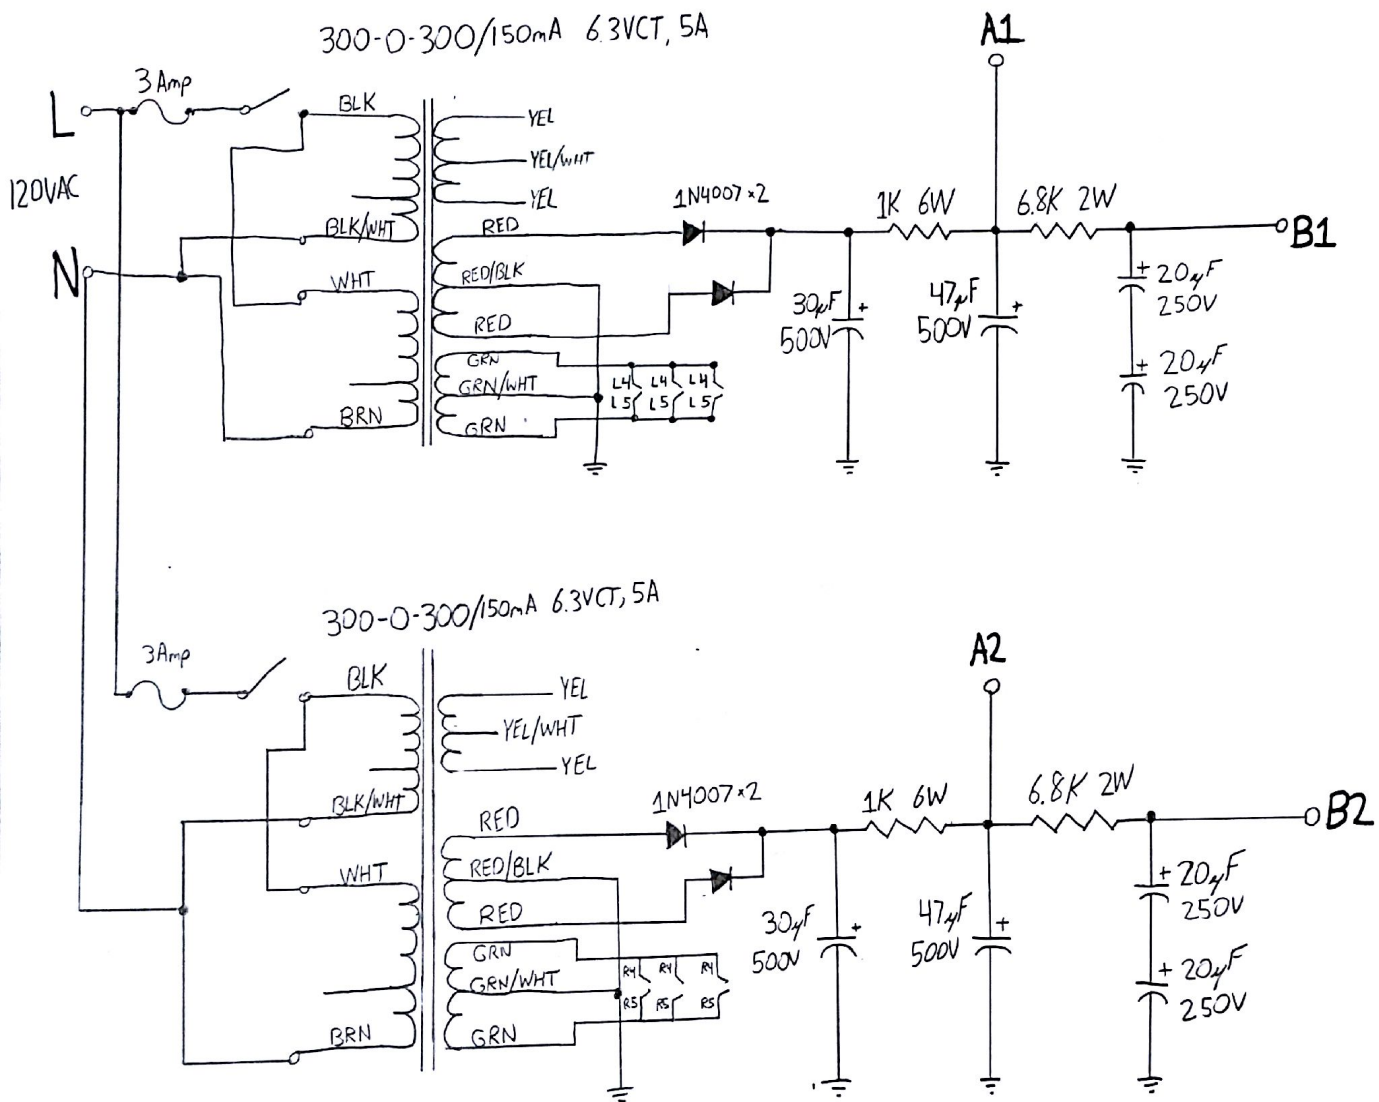 300-0-300/150mA 6.3VCT, 5A
A1
3 Amp
BLK
L
YEL
YEL/WHT
120VAC
YEL
1N4007×2
1K 6W
6.8K 2W
BLK/WHT
RED
B1
N
WHT
RED/BLK
30µF
500V
47µF
500V
+
+
+ 20µF
250V
RED
GRN
GRN/WHT
L4 L4 L4
L5 L5 L5
+ 20µF
250V
BRN
GRN
300-0-300/150mA 6.3VCT, 5A
A2
3Amp
BLK
YEL
YEL/WHT
YEL
1N4007×2
1K 6W
6.8K 2W
BLK/WHT
RED
B2
WHT
RED/BLK
RED
30µF
500V
47µF
500V
+
+
+ 20µF
250V
GRN
GRN/WHT
R4 R4 R4
R5 R5 R5
+ 20µF
250V
BRN
GRN